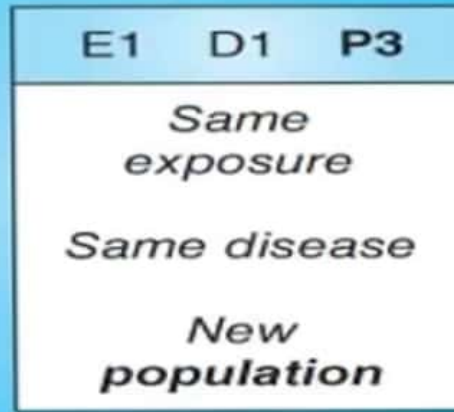 E1 D1 P3
Same
exposure
Same disease
New
population